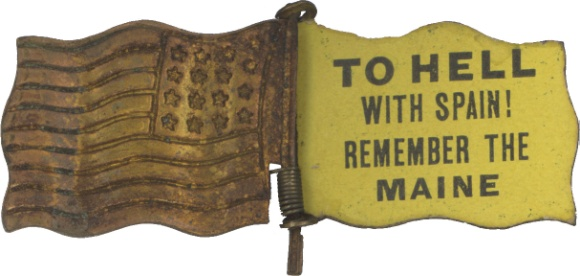 TO HELL
WITH SPAIN!
REMEMBER THE
MAINE